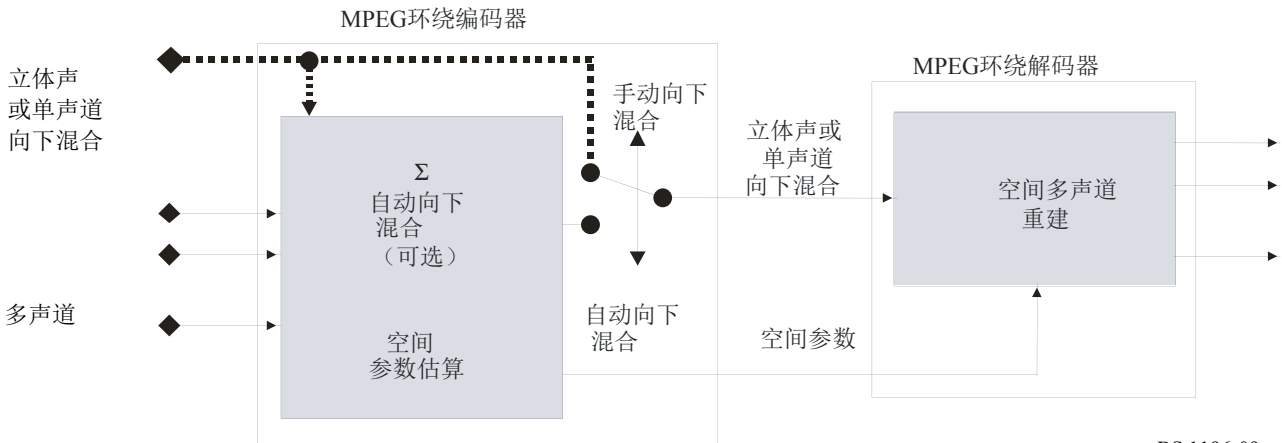 MPEG环绕编码器
立体声
或单声道
向下混合
多声道
Σ
自动向下
混合
（可选）
空间
参数估算
手动向下
混合
自动向下
混合
立体声或
单声道
向下混合
空间参数
MPEG环绕解码器
空间多声道
重建